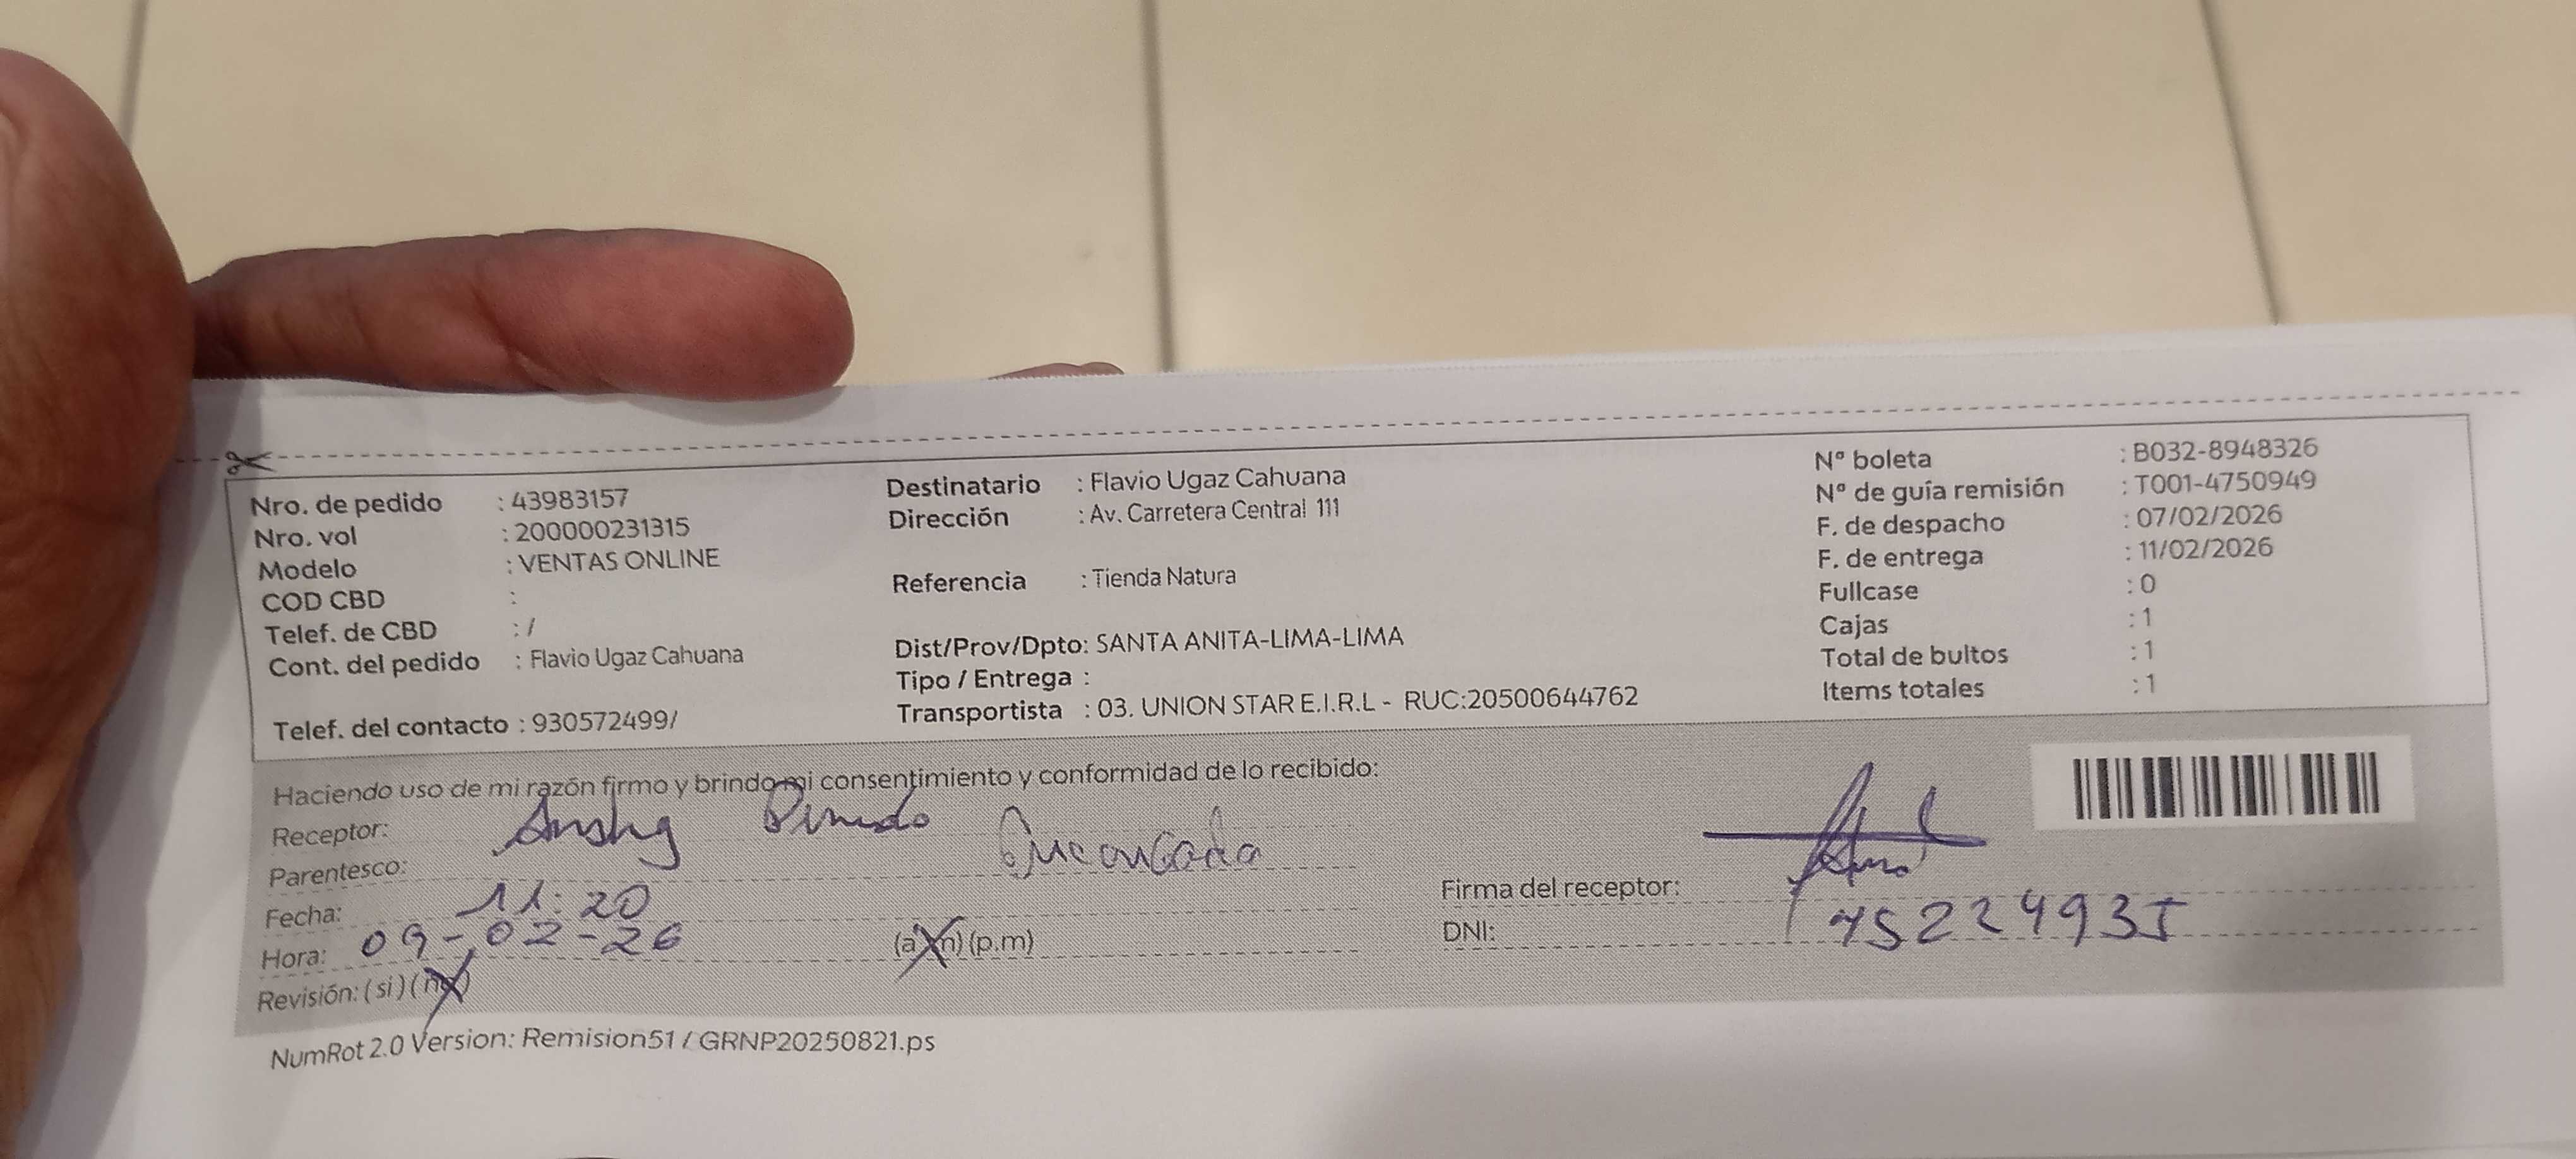 Nro. de pedido : 43983157
Nro. vol : 200000231315
Modelo : VENTAS ONLINE
COD CBD :
Telef. de CBD : /
Cont. del pedido : Flavio Ugaz Cahuana
Telef. del contacto : 930572499/
Destinatario : Flavio Ugaz Cahuana
Dirección : Av. Carretera Central 111
Referencia : Tienda Natura
Dist/Prov/Dpto: SANTA ANITA-LIMA-LIMA
Tipo / Entrega :
Transportista : 03. UNION STAR E.I.R.L - RUC:20500644762
Nº boleta : B032-8948326
Nº de guía remisión : T001-4750949
F. de despacho : 07/02/2026
F. de entrega : 11/02/2026
Fullcase : 0
Cajas : 1
Total de bultos : 1
Items totales : 1
Haciendo uso de mi razón firmo y brindo mi consentimiento y conformidad de lo recibido:
Receptor:
Parentesco: Encargada
Fecha: 11:20
Hora: 09-02-26 (a.m) (p.m)
Revisión: (si) (no)
Firma del receptor:
DNI: 75224935
NumRot 2.0 Version: Remision51 / GRNP20250821.ps